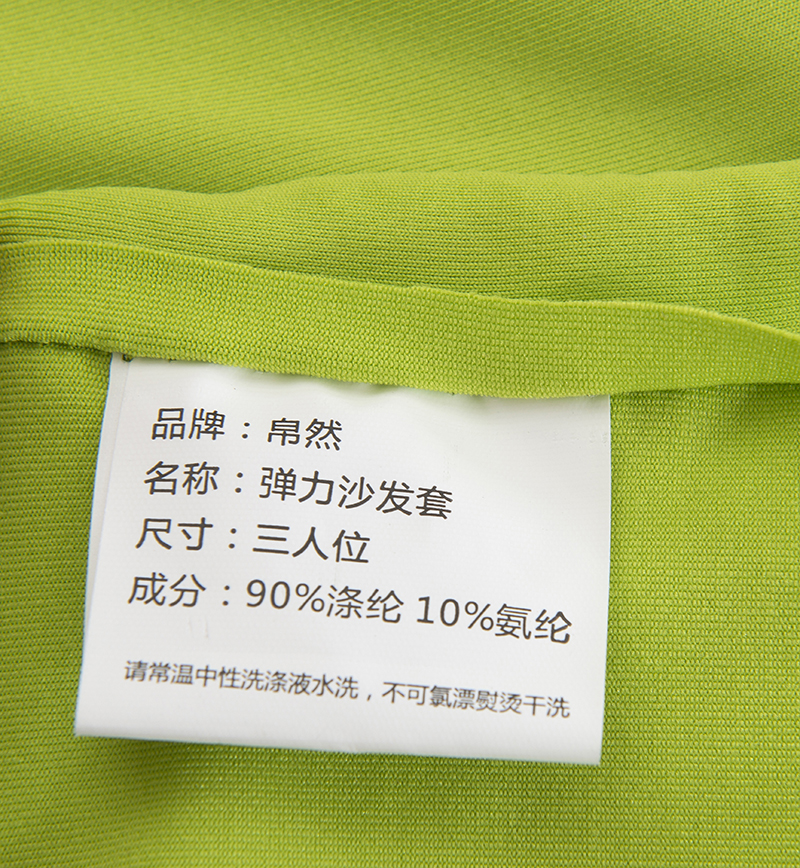 品牌：帛然
名称：弹力沙发套
尺寸：三人位
成分：90%涤纶 10%氨纶
请常温中性洗涤液水洗，不可氯漂熨烫干洗